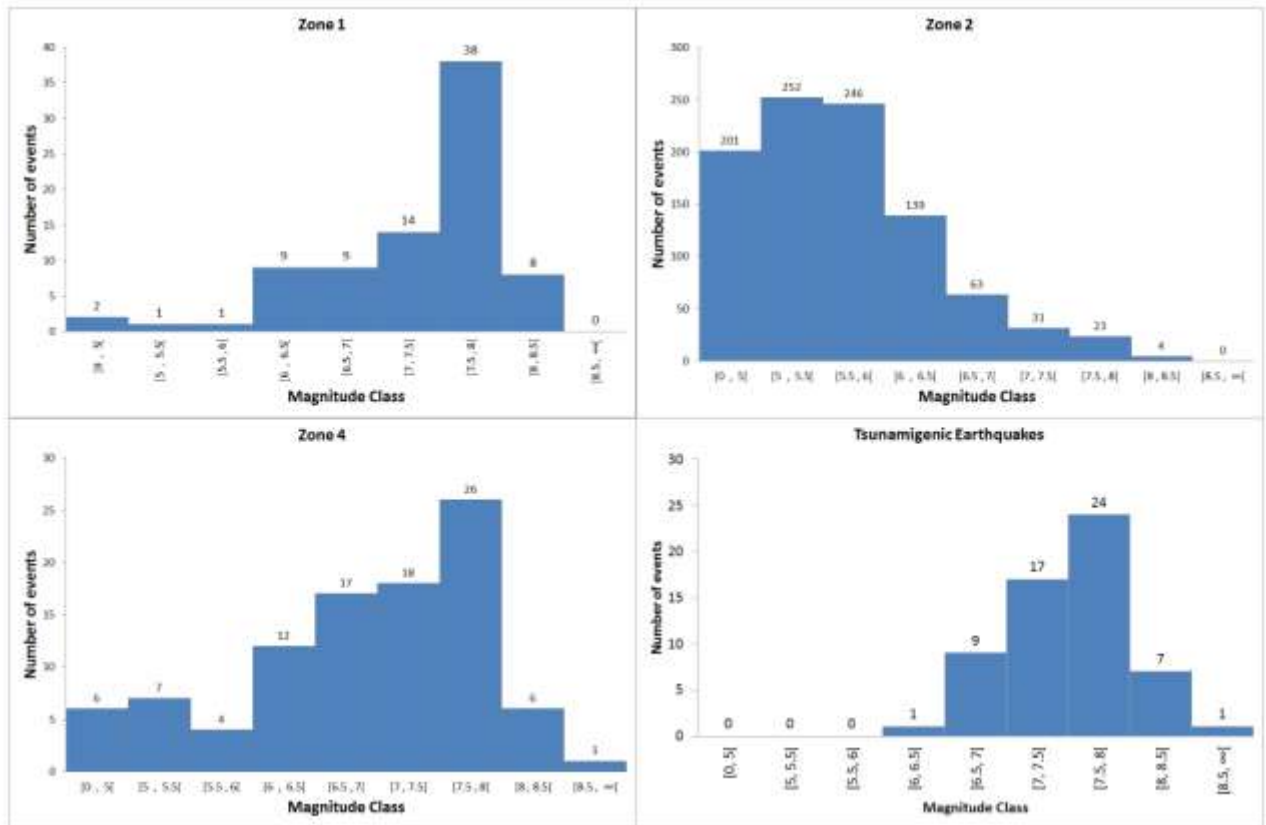 Zone 1
Number of events
40
35
30
25
20
15
10
5
0
2
1
1
9
9
14
38
8
0
[0 , 5[
[5 , 5.5[
[5.5 , 6[
[6 , 6.5[
[6.5 , 7[
[7, 7.5[
[7.5 , 8[
[8 , 8.5[
[8.5, ∞[
Magnitude Class
Zone 2
Number of events
300
250
200
150
100
50
0
201
252
246
139
63
31
23
4
0
[0 , 5[
[5 , 5.5[
[5.5 , 6[
[6 , 6.5[
[6.5 , 7[
[7 , 7.5[
[7.5 , 8[
[8 , 8.5[
[8.5 , ∞[
Magnitude Class
Zone 4
Number of events
30
25
20
15
10
5
0
6
7
4
12
17
18
26
6
1
[0 , 5[
[5 , 5.5[
[5.5 , 6[
[6 , 6.5[
[6.5 , 7[
[7 , 7.5[
[7.5 , 8[
[8 , 8.5[
[8.5 , ∞[
Magnitude Class
Tsunamigenic Earthquakes
Number of events
30
25
20
15
10
5
0
0
0
0
1
9
17
24
7
1
[0, 5[
[5, 5.5[
[5.5, 6[
[6, 6.5[
[6.5, 7[
[7, 7.5[
[7.5, 8[
[8, 8.5[
[8.5, ∞[
Magnitude Class